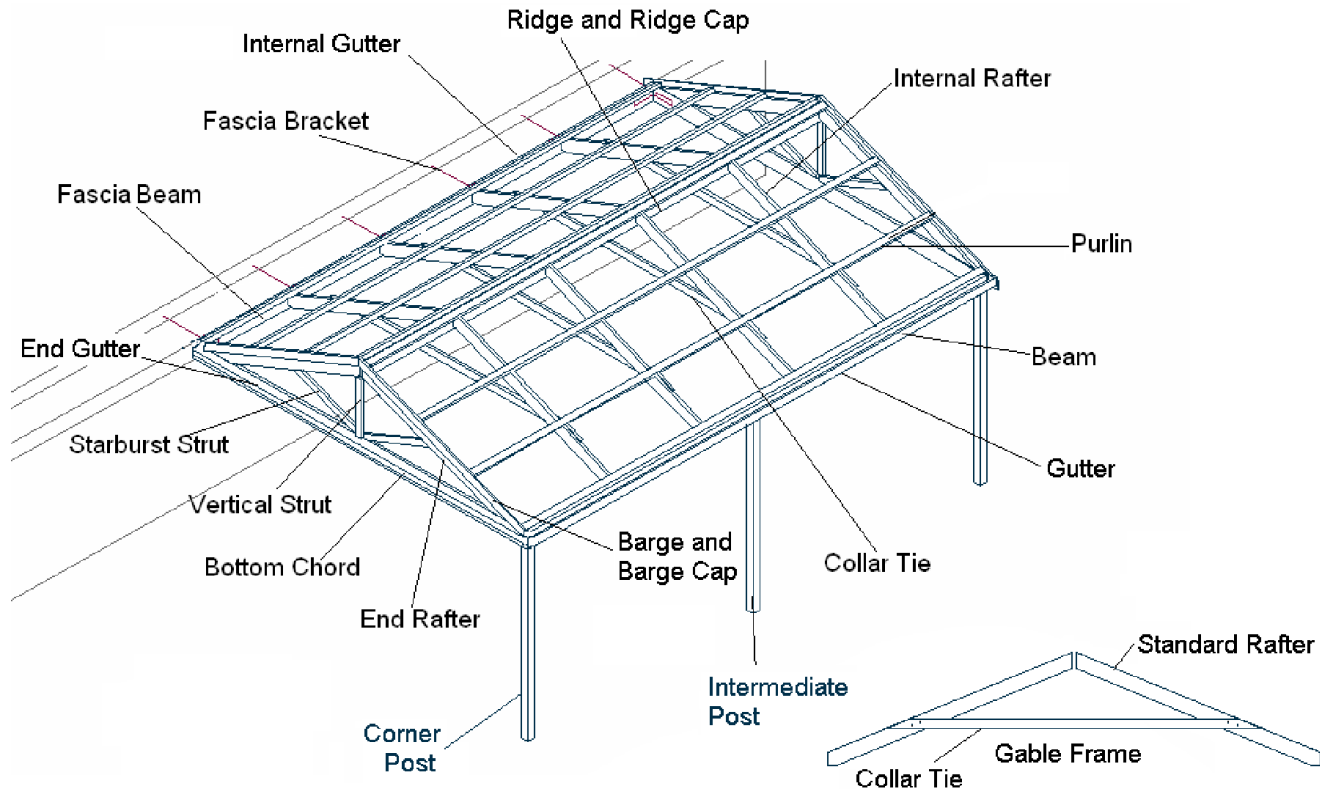 Ridge and Ridge Cap
Internal Gutter
Internal Rafter
Fascia Bracket
Fascia Beam
Purlin
End Gutter
Beam
Starburst Strut
Gutter
Vertical Strut
Barge and
Barge Cap
Collar Tie
Bottom Chord
End Rafter
Standard Rafter
Intermediate
Post
Corner
Post
Gable Frame
Collar Tie